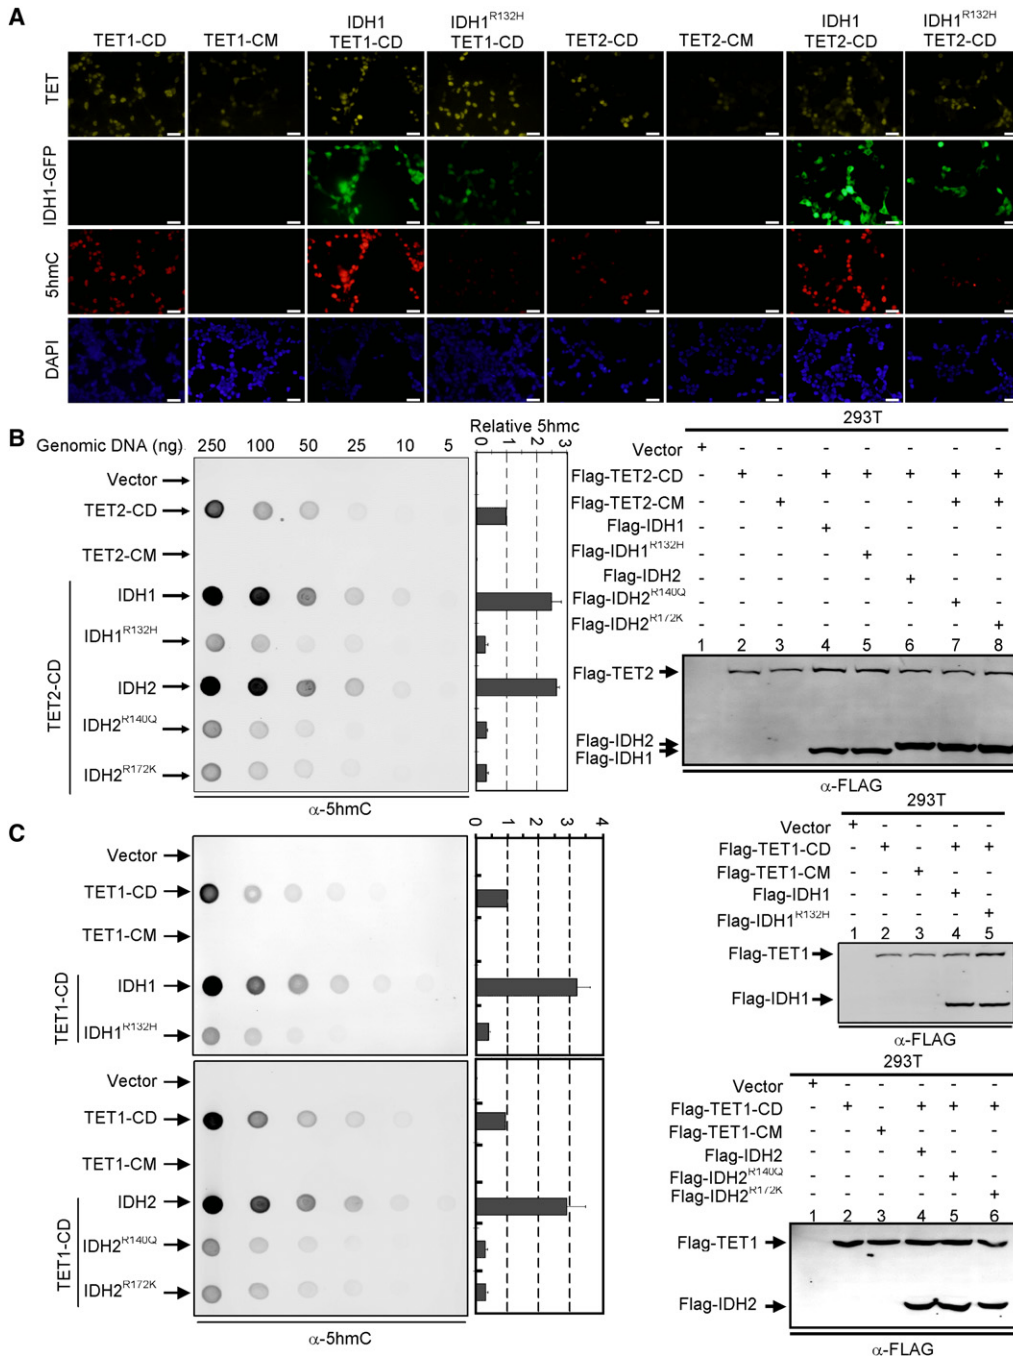 A
TET1-CD
TET1-CM
IDH1 TET1-CD
IDH1R132H TET1-CD
TET2-CD
TET2-CM
IDH1 TET2-CD
IDH1R132H TET2-CD
TET
IDH1-GFP
5hmC
DAPI
B
Genomic DNA (ng) 250 100 50 25 10 5
Vector
TET2-CD
TET2-CM
TET2-CD
IDH1
IDH1R132H
IDH2
IDH2R140Q
IDH2R172K
α-5hmC
Relative 5hmc
0 1 2 3
293T
Vector + - - - - - - -
Flag-TET2-CD - + - + + + + +
Flag-TET2-CM - - + - - - + +
Flag-IDH1 - - - + - - - -
Flag-IDH1R132H - - - - + - - -
Flag-IDH2 - - - - - + - -
Flag-IDH2R140Q - - - - - - + -
Flag-IDH2R172K - - - - - - - +
1 2 3 4 5 6 7 8
Flag-TET2
Flag-IDH2
Flag-IDH1
α-FLAG
C
Vector
TET1-CD
TET1-CM
TET1-CD
IDH1
IDH1R132H
0 1 2 3 4
Vector
TET1-CD
TET1-CM
TET1-CD
IDH2
IDH2R140Q
IDH2R172K
α-5hmC
293T
Vector + - - - -
Flag-TET1-CD - + - + +
Flag-TET1-CM - - + - -
Flag-IDH1 - - - + -
Flag-IDH1R132H - - - - +
1 2 3 4 5
Flag-TET1
Flag-IDH1
α-FLAG
293T
Vector + - - - - -
Flag-TET1-CD - + - + + +
Flag-TET1-CM - - + - - -
Flag-IDH2 - - - + - -
Flag-IDH2R140Q - - - - + -
Flag-IDH2R172K - - - - - +
1 2 3 4 5 6
Flag-TET1
Flag-IDH2
α-FLAG